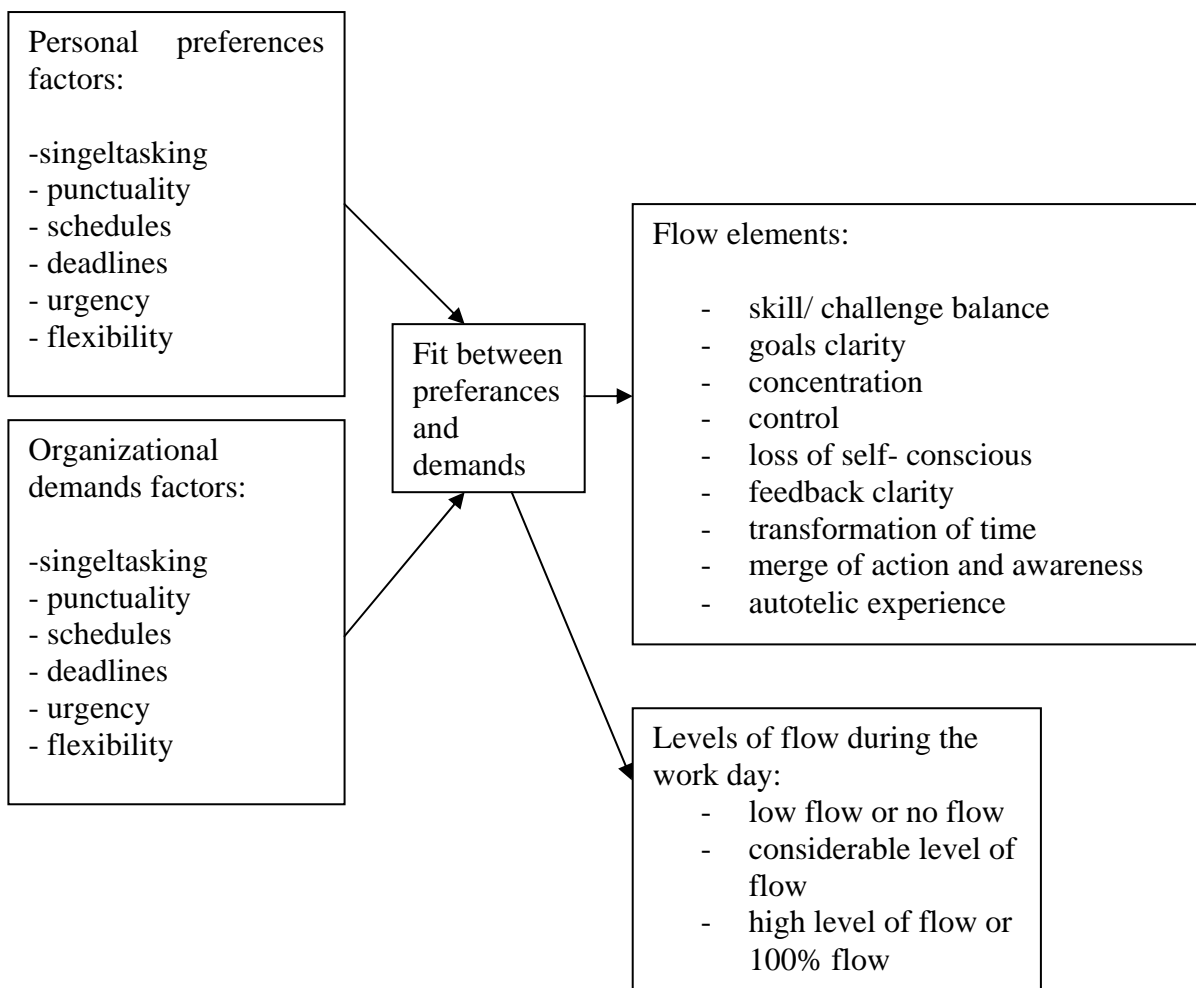 Personal preferences
factors:
-singeltasking
- punctuality
- schedules
- deadlines
- urgency
- flexibility
Organizational
demands factors:
-singeltasking
- punctuality
- schedules
- deadlines
- urgency
- flexibility
Fit between
preferances
and
demands
Flow elements:
- skill/ challenge balance
- goals clarity
- concentration
- control
- loss of self- conscious
- feedback clarity
- transformation of time
- merge of action and awareness
- autotelic experience
Levels of flow during the
work day:
- low flow or no flow
- considerable level of
flow
- high level of flow or
100% flow